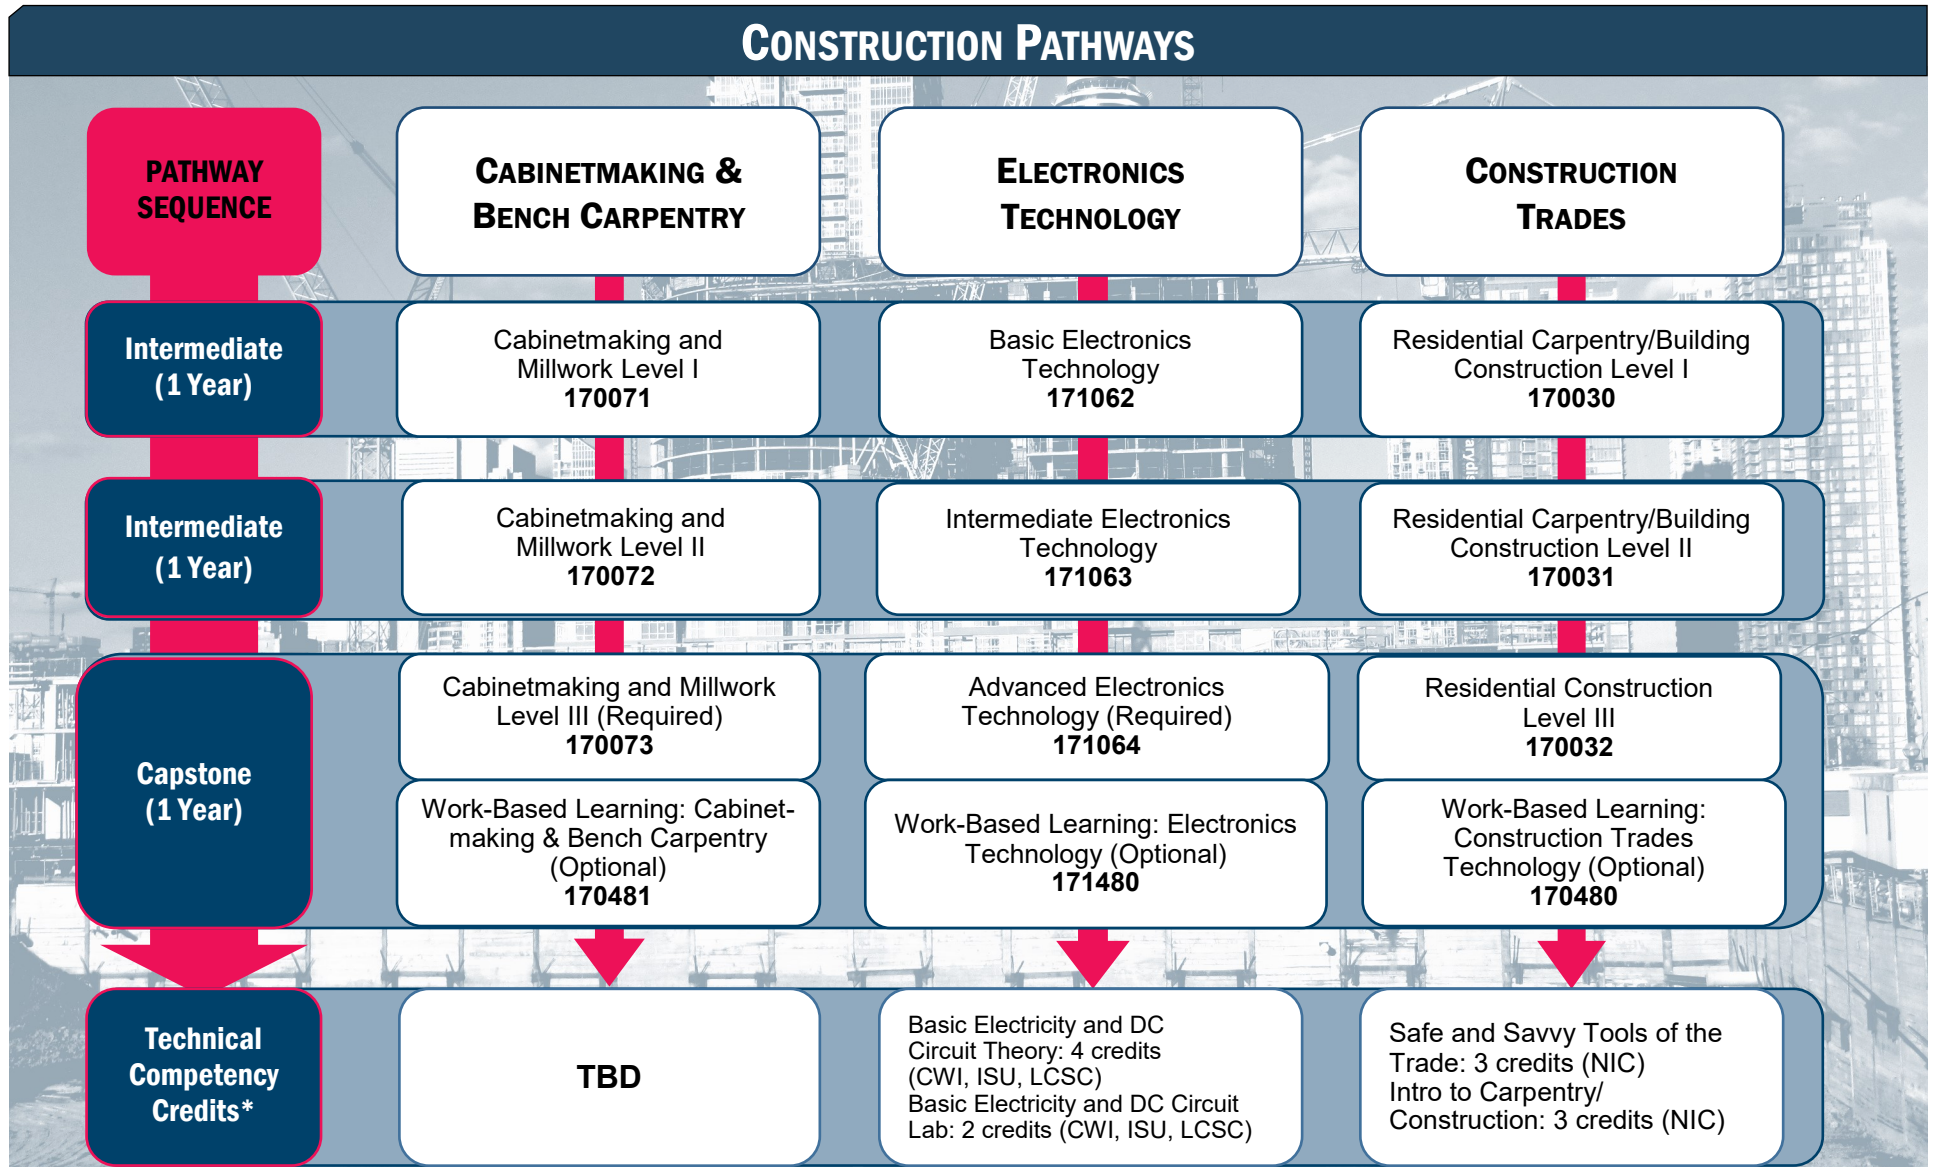 CONSTRUCTION PATHWAYS
PATHWAY
SEQUENCE
CABINETMAKING &
BENCH CARPENTRY
ELECTRONICS
TECHNOLOGY
CONSTRUCTION
TRADES
Intermediate
(1 Year)
Cabinetmaking and
Millwork Level I
170071
Basic Electronics
Technology
171062
Residential Carpentry/Building
Construction Level I
170030
Intermediate
(1 Year)
Cabinetmaking and
Millwork Level II
170072
Intermediate Electronics
Technology
171063
Residential Carpentry/Building
Construction Level II
170031
Capstone
(1 Year)
Cabinetmaking and Millwork
Level III (Required)
170073
Work-Based Learning: Cabinet-
making & Bench Carpentry
(Optional)
170481
Advanced Electronics
Technology (Required)
171064
Work-Based Learning: Electronics
Technology (Optional)
171480
Residential Construction
Level III
170032
Work-Based Learning:
Construction Trades
Technology (Optional)
170480
Technical
Competency
Credits*
TBD
Basic Electricity and DC
Circuit Theory: 4 credits
(CWI, ISU, LCSC)
Basic Electricity and DC Circuit
Lab: 2 credits (CWI, ISU, LCSC)
Safe and Savvy Tools of the
Trade: 3 credits (NIC)
Intro to Carpentry/
Construction: 3 credits (NIC)